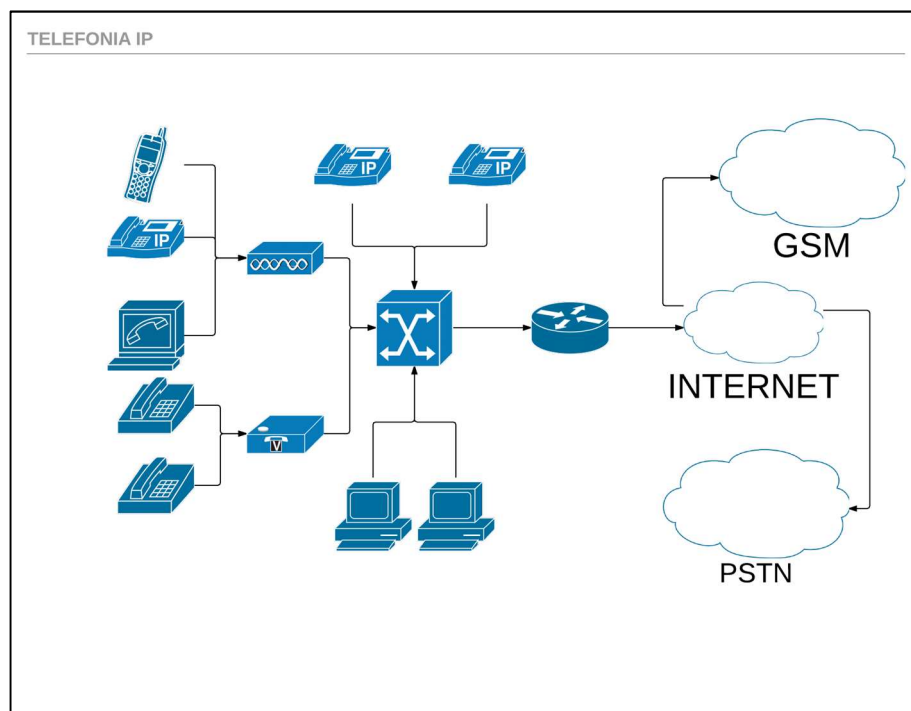 TELEFONIA IP
IP
IP
IP
GSM
INTERNET
V
PSTN